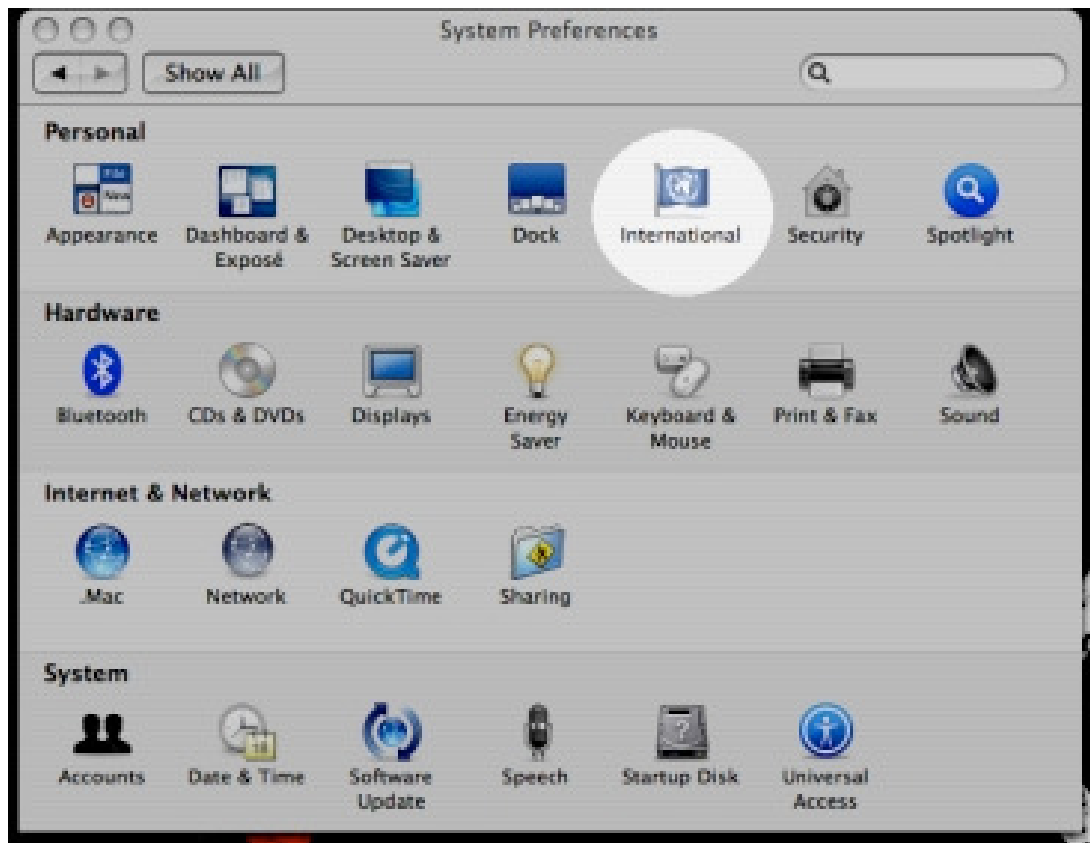 System Preferences
Show All
Personal
Appearance
Dashboard & Exposé
Desktop & Screen Saver
Dock
International
Security
Spotlight
Hardware
Bluetooth
CDs & DVDs
Displays
Energy Saver
Keyboard & Mouse
Print & Fax
Sound
Internet & Network
.Mac
Network
QuickTime
Sharing
System
Accounts
Date & Time
Software Update
Speech
Startup Disk
Universal Access